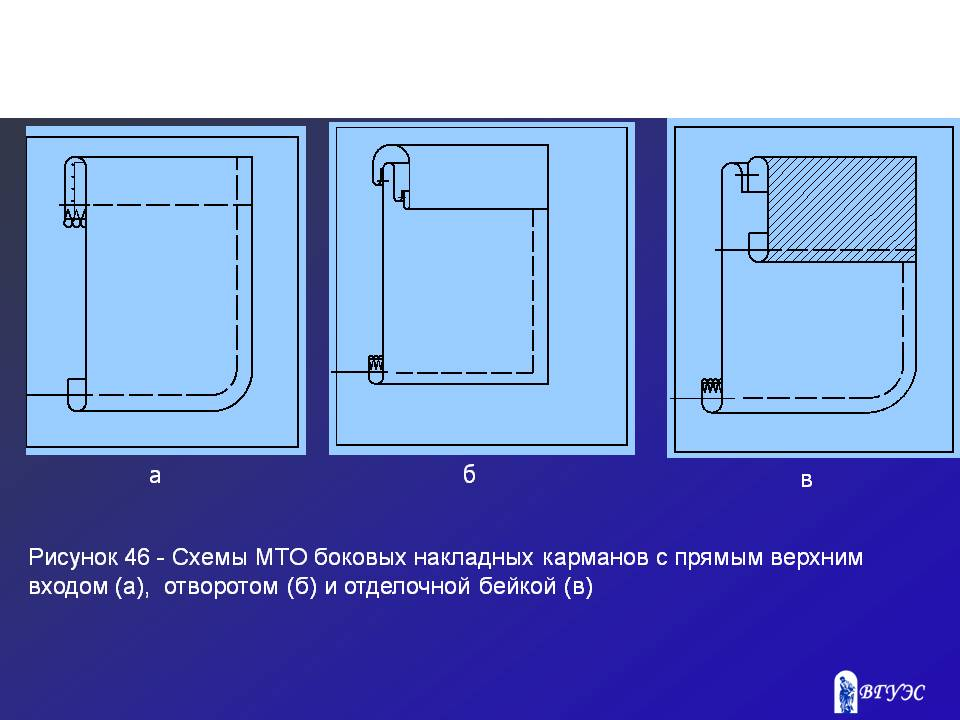 а
б
в
Рисунок 46 - Схемы МТО боковых накладных карманов с прямым верхним
входом (а), отворотом (б) и отделочной бейкой (в)
ВГУЭС